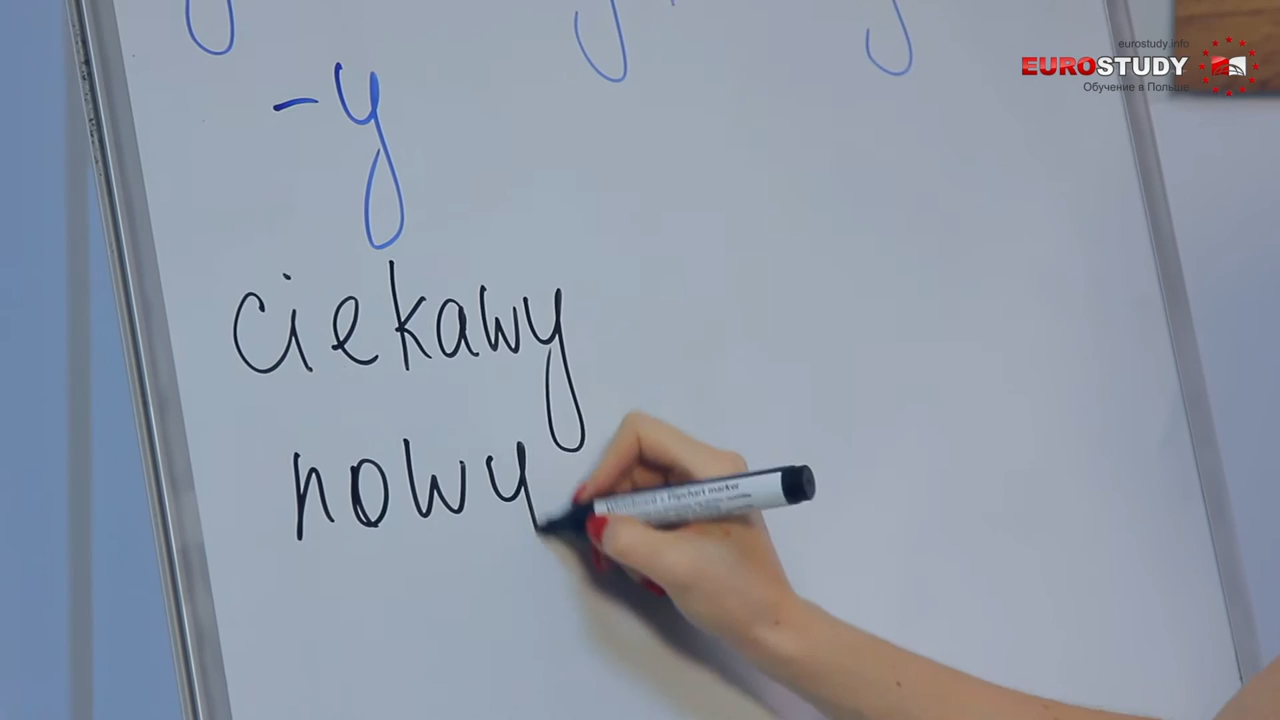 eurostudy.info
EUROSTUDY
Обучение в Польше
-y
ciekawy
nowy